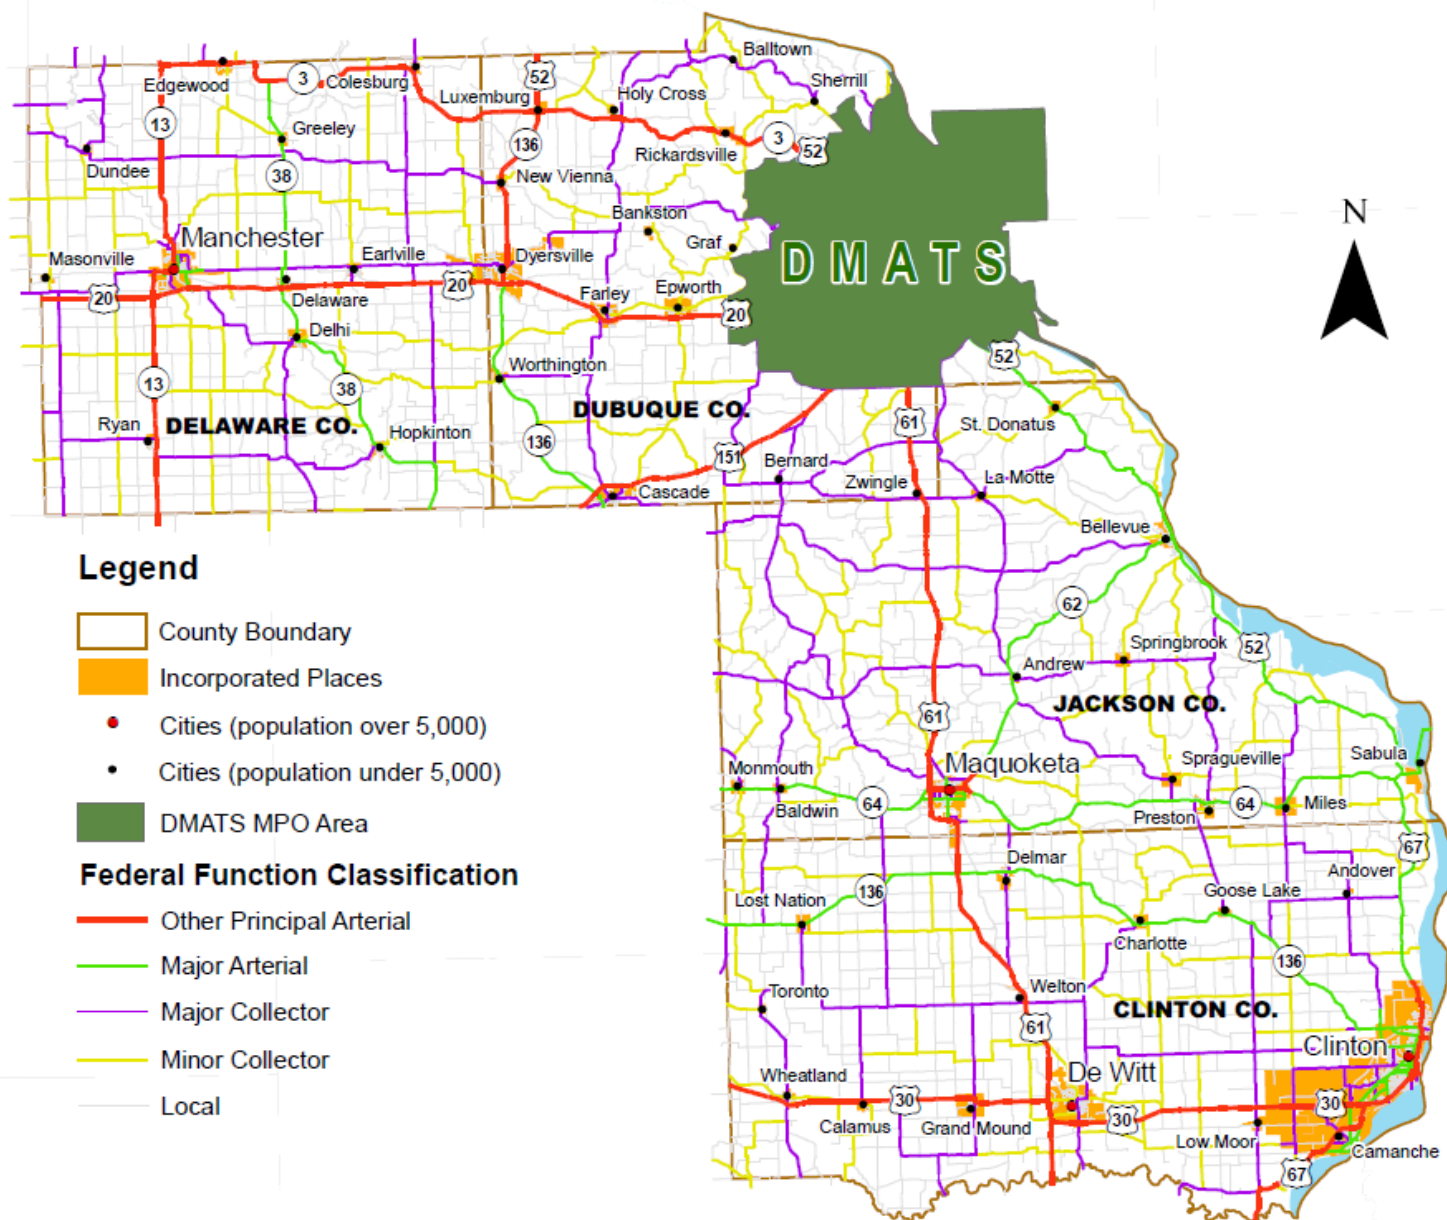 Balltown
Sherrill
Edgewood
3
Colesburg
52
Luxemburg
Holy Cross
13
Greeley
136
3
52
Rickardsville
Dundee
38
New Vienna
Bankston
Graf
N
Manchester
Masonville
Earlville
Dyersville
DMATS
20
Delaware
20
Farley
Epworth
20
Delhi
52
Worthington
13
38
DUBUQUE CO.
St. Donatus
Ryan
DELAWARE CO.
Hopkinton
136
61
151
Bernard
Zwingle
La Motte
Cascade
Bellevue
Legend
62
County Boundary
Springbrook
52
Incorporated Places
Andrew
JACKSON CO.
Cities (population over 5,000)
61
Cities (population under 5,000)
Monmouth
Maquoketa
Spragueville
Sabula
Baldwin
64
Preston
64
Miles
DMATS MPO Area
67
Federal Function Classification
Delmar
Andover
Lost Nation
136
Goose Lake
Other Principal Arterial
Charlotte
Major Arterial
136
Toronto
Welton
Major Collector
CLINTON CO.
61
Clinton
Minor Collector
Wheatland
De Witt
Local
30
30
30
Calamus
Grand Mound
Low Moor
Camanche
67